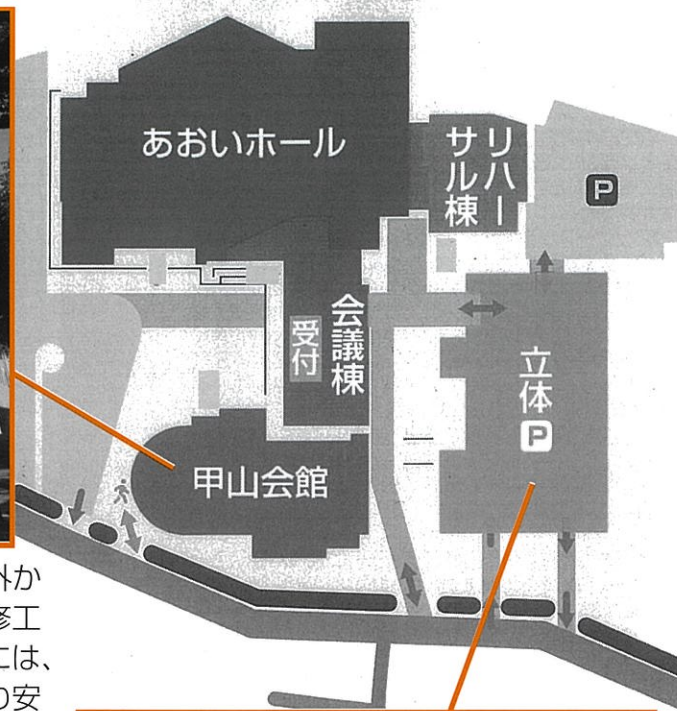 あおいホール
リハー
サル棟
P
会議棟
受付
立体
P
甲山会館
外か
修工
には、
の安